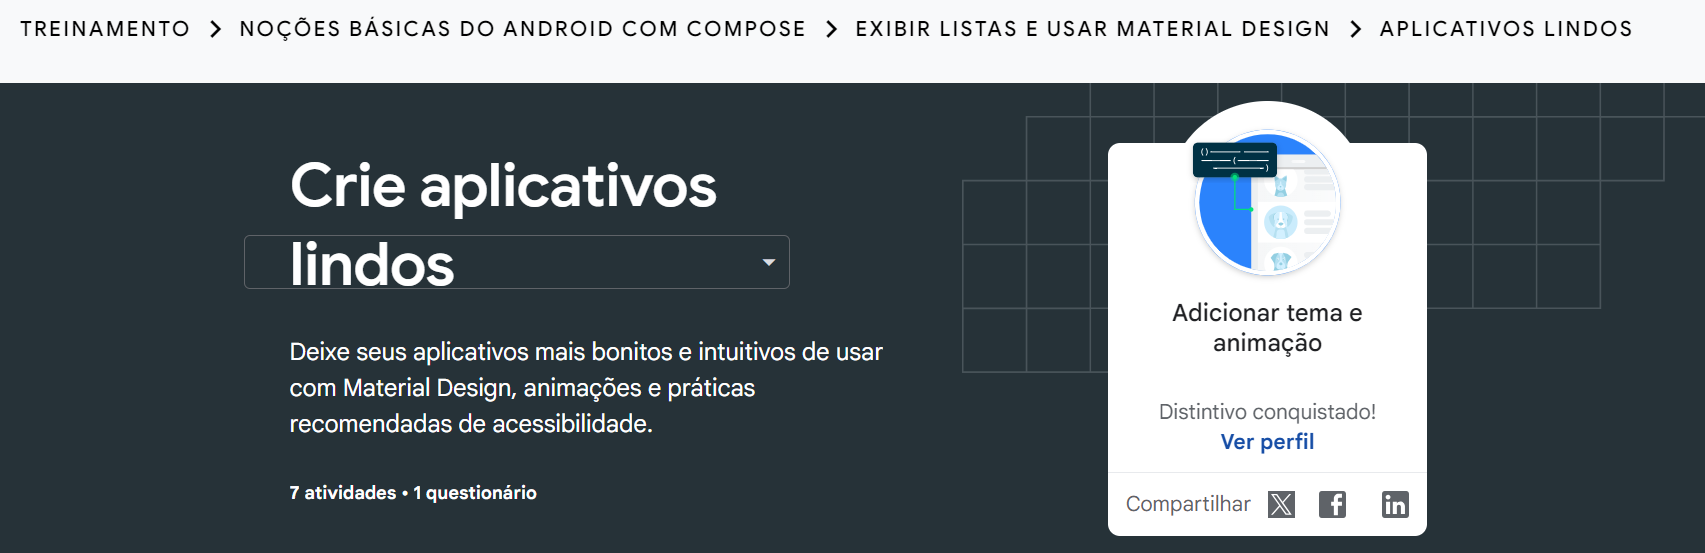 TREINAMENTO > NOÇÕES BÁSICAS DO ANDROID COM COMPOSE > EXIBIR LISTAS E USAR MATERIAL DESIGN > APLICATIVOS LINDOS
Crie aplicativos
lindos
Deixe seus aplicativos mais bonitos e intuitivos de usar
com Material Design, animações e práticas
recomendadas de acessibilidade.
7 atividades • 1 questionário
Adicionar tema e
animação
Distintivo conquistado!
Ver perfil
Compartilhar